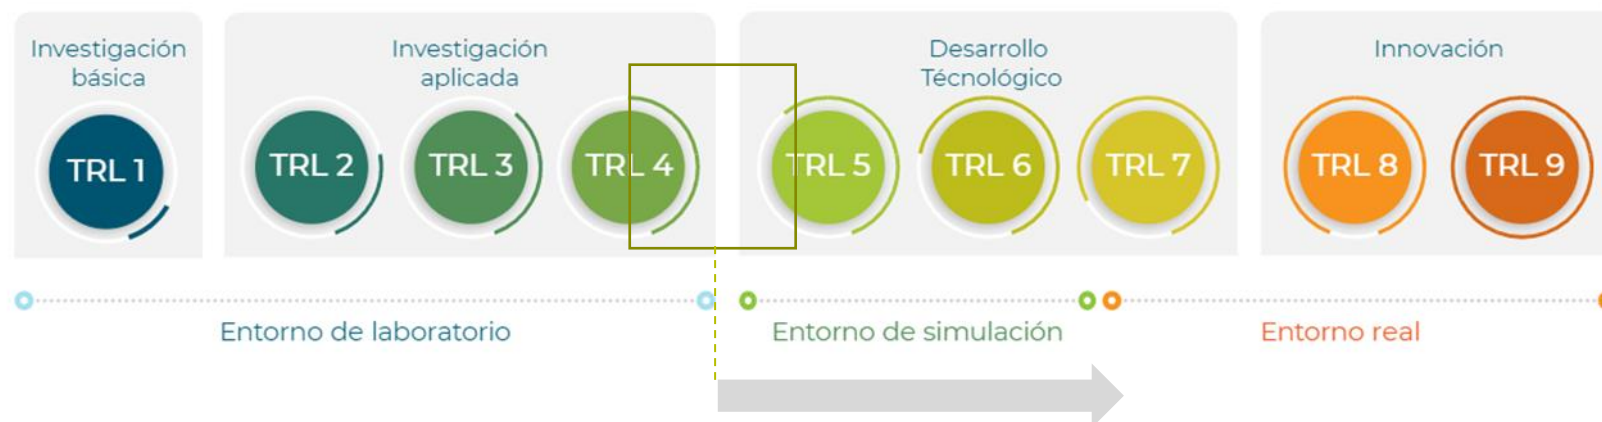 Investigación
básica
Investigación
aplicada
Desarrollo
Técnológico
Innovación
TRL 1
TRL 2
TRL 3
TRL 4
TRL 5
TRL 6
TRL 7
TRL 8
TRL 9
Entorno de laboratorio
Entorno de simulación
Entorno real